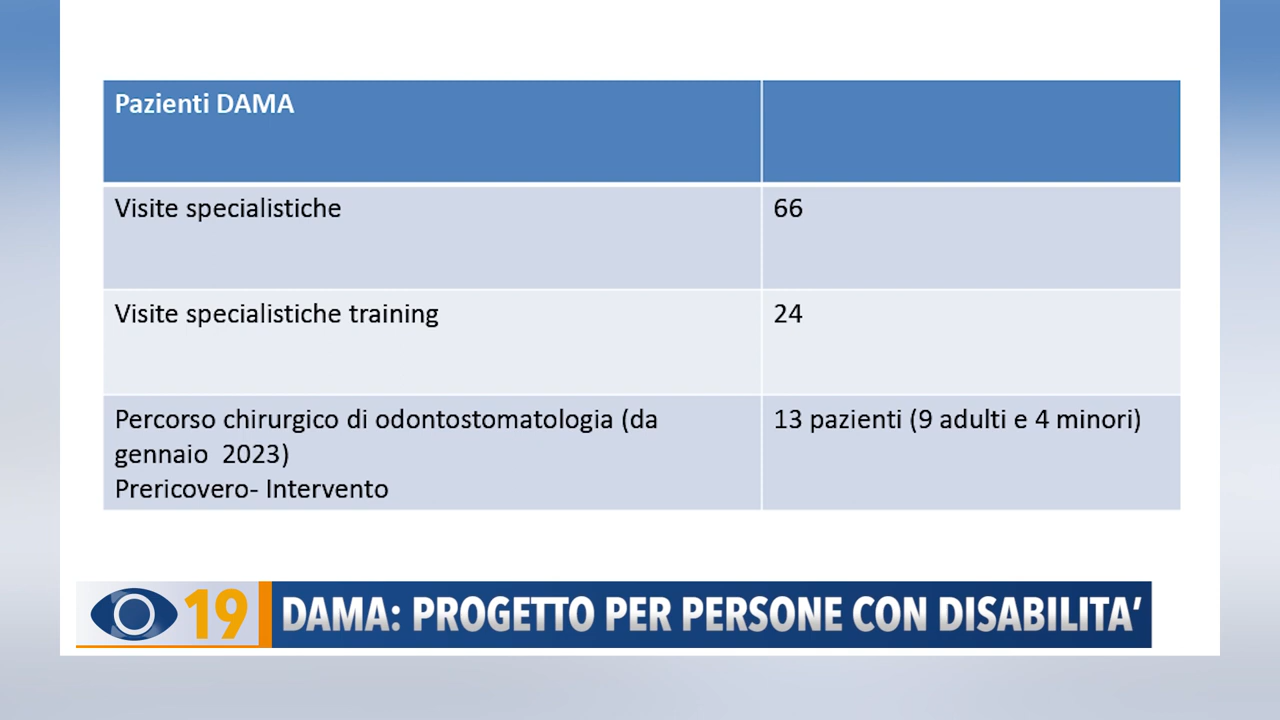 Pazienti DAMA
Visite specialistiche
66
Visite specialistiche training
24
Percorso chirurgico di odontostomatologia (da
gennaio  2023)
Prericovero- Intervento
13 pazienti (9 adulti e 4 minori)
19
DAMA: PROGETTO PER PERSONE CON DISABILITA’